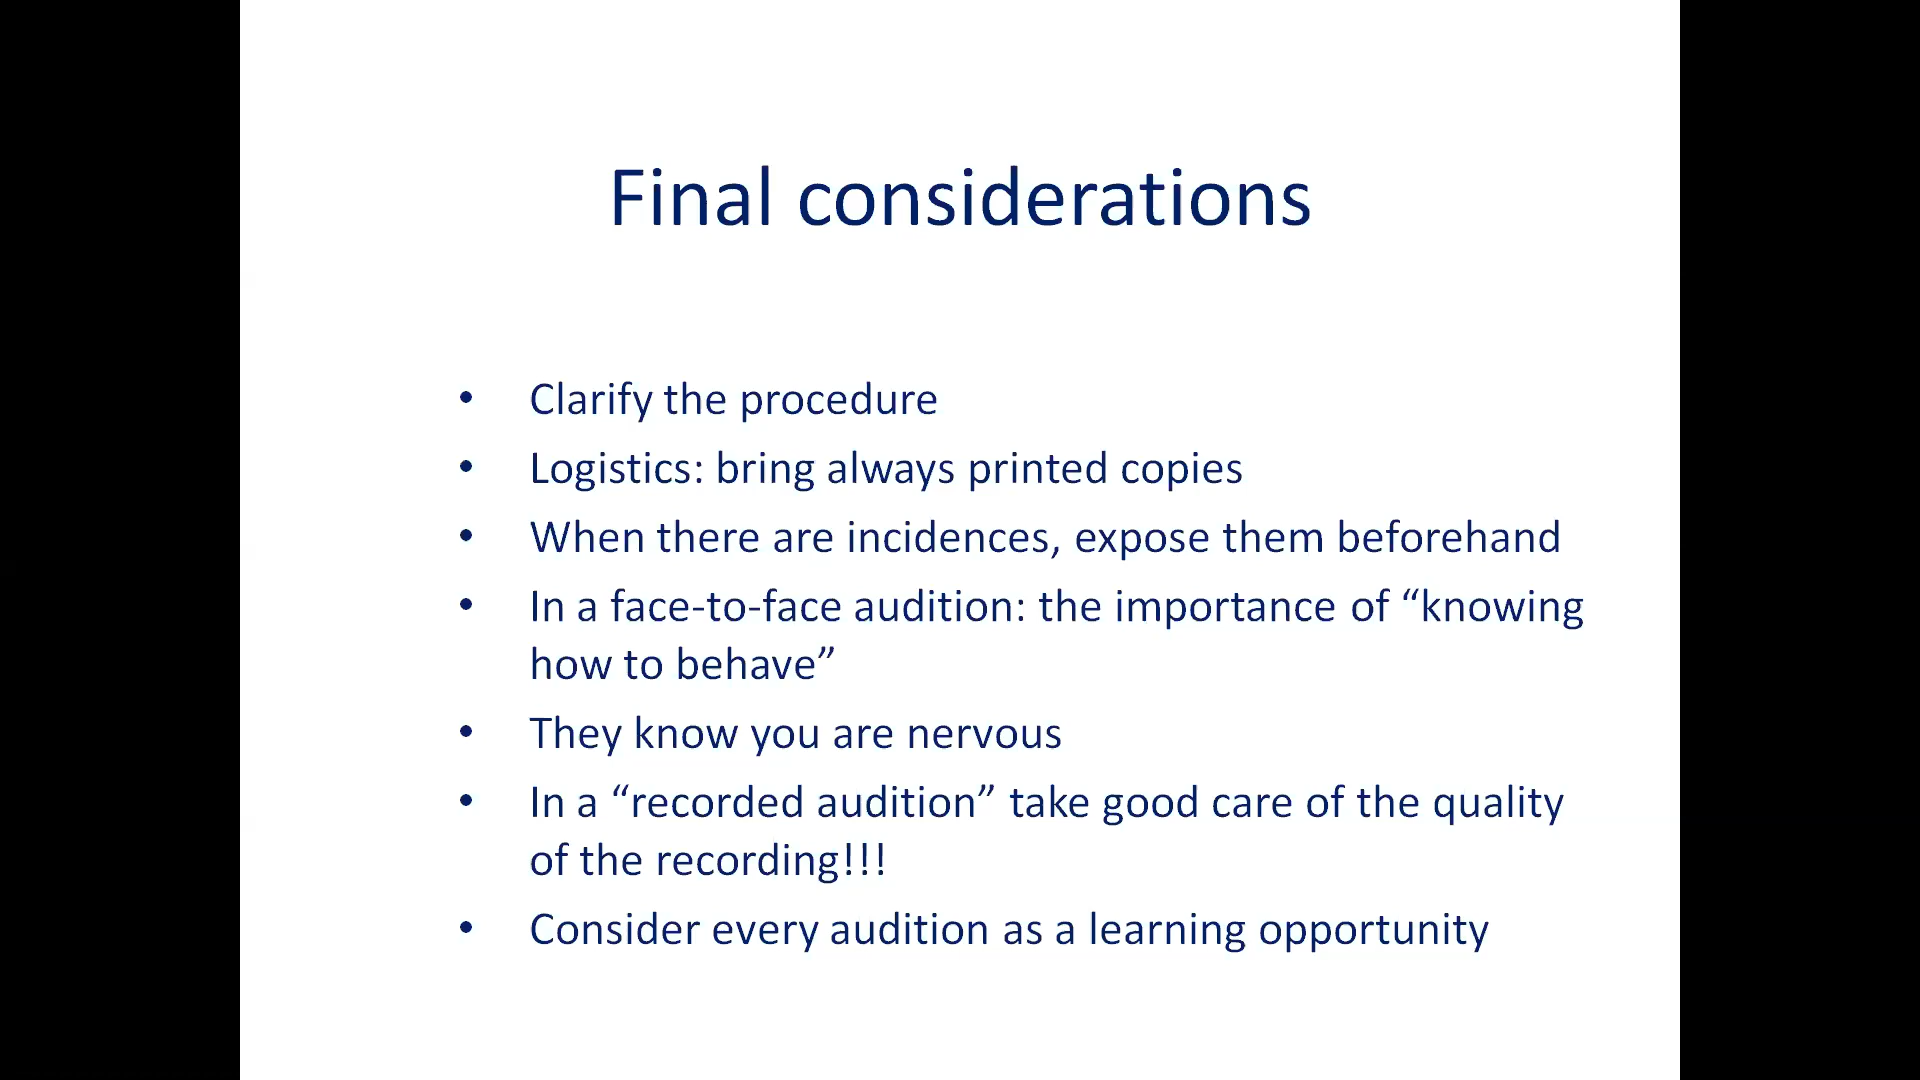 Final considerations
• Clarify the procedure
• Logistics: bring always printed copies
• When there are incidences, expose them beforehand
• In a face-to-face audition: the importance of “knowing
how to behave”
• They know you are nervous
• In a “recorded audition” take good care of the quality
of the recording!!!
• Consider every audition as a learning opportunity